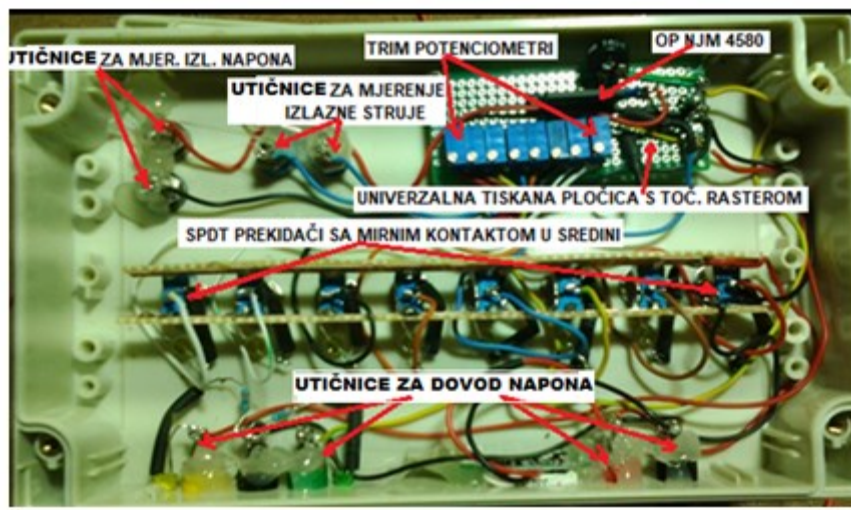 UTIČNICE ZA MJER. IZL. NAPONA
TRIM POTENCIOMETRI
OP NJM 4580
UTIČNICE ZA MJERENJE
IZLAZNE STRUJE
UNIVERZALNA TISKANA PLOČICA S TOČ. RASTEROM
SPDT PREKIDAČI SA MIRNIM KONTAKTOM U SREDINI
UTIČNICE ZA DOVOD NAPONA